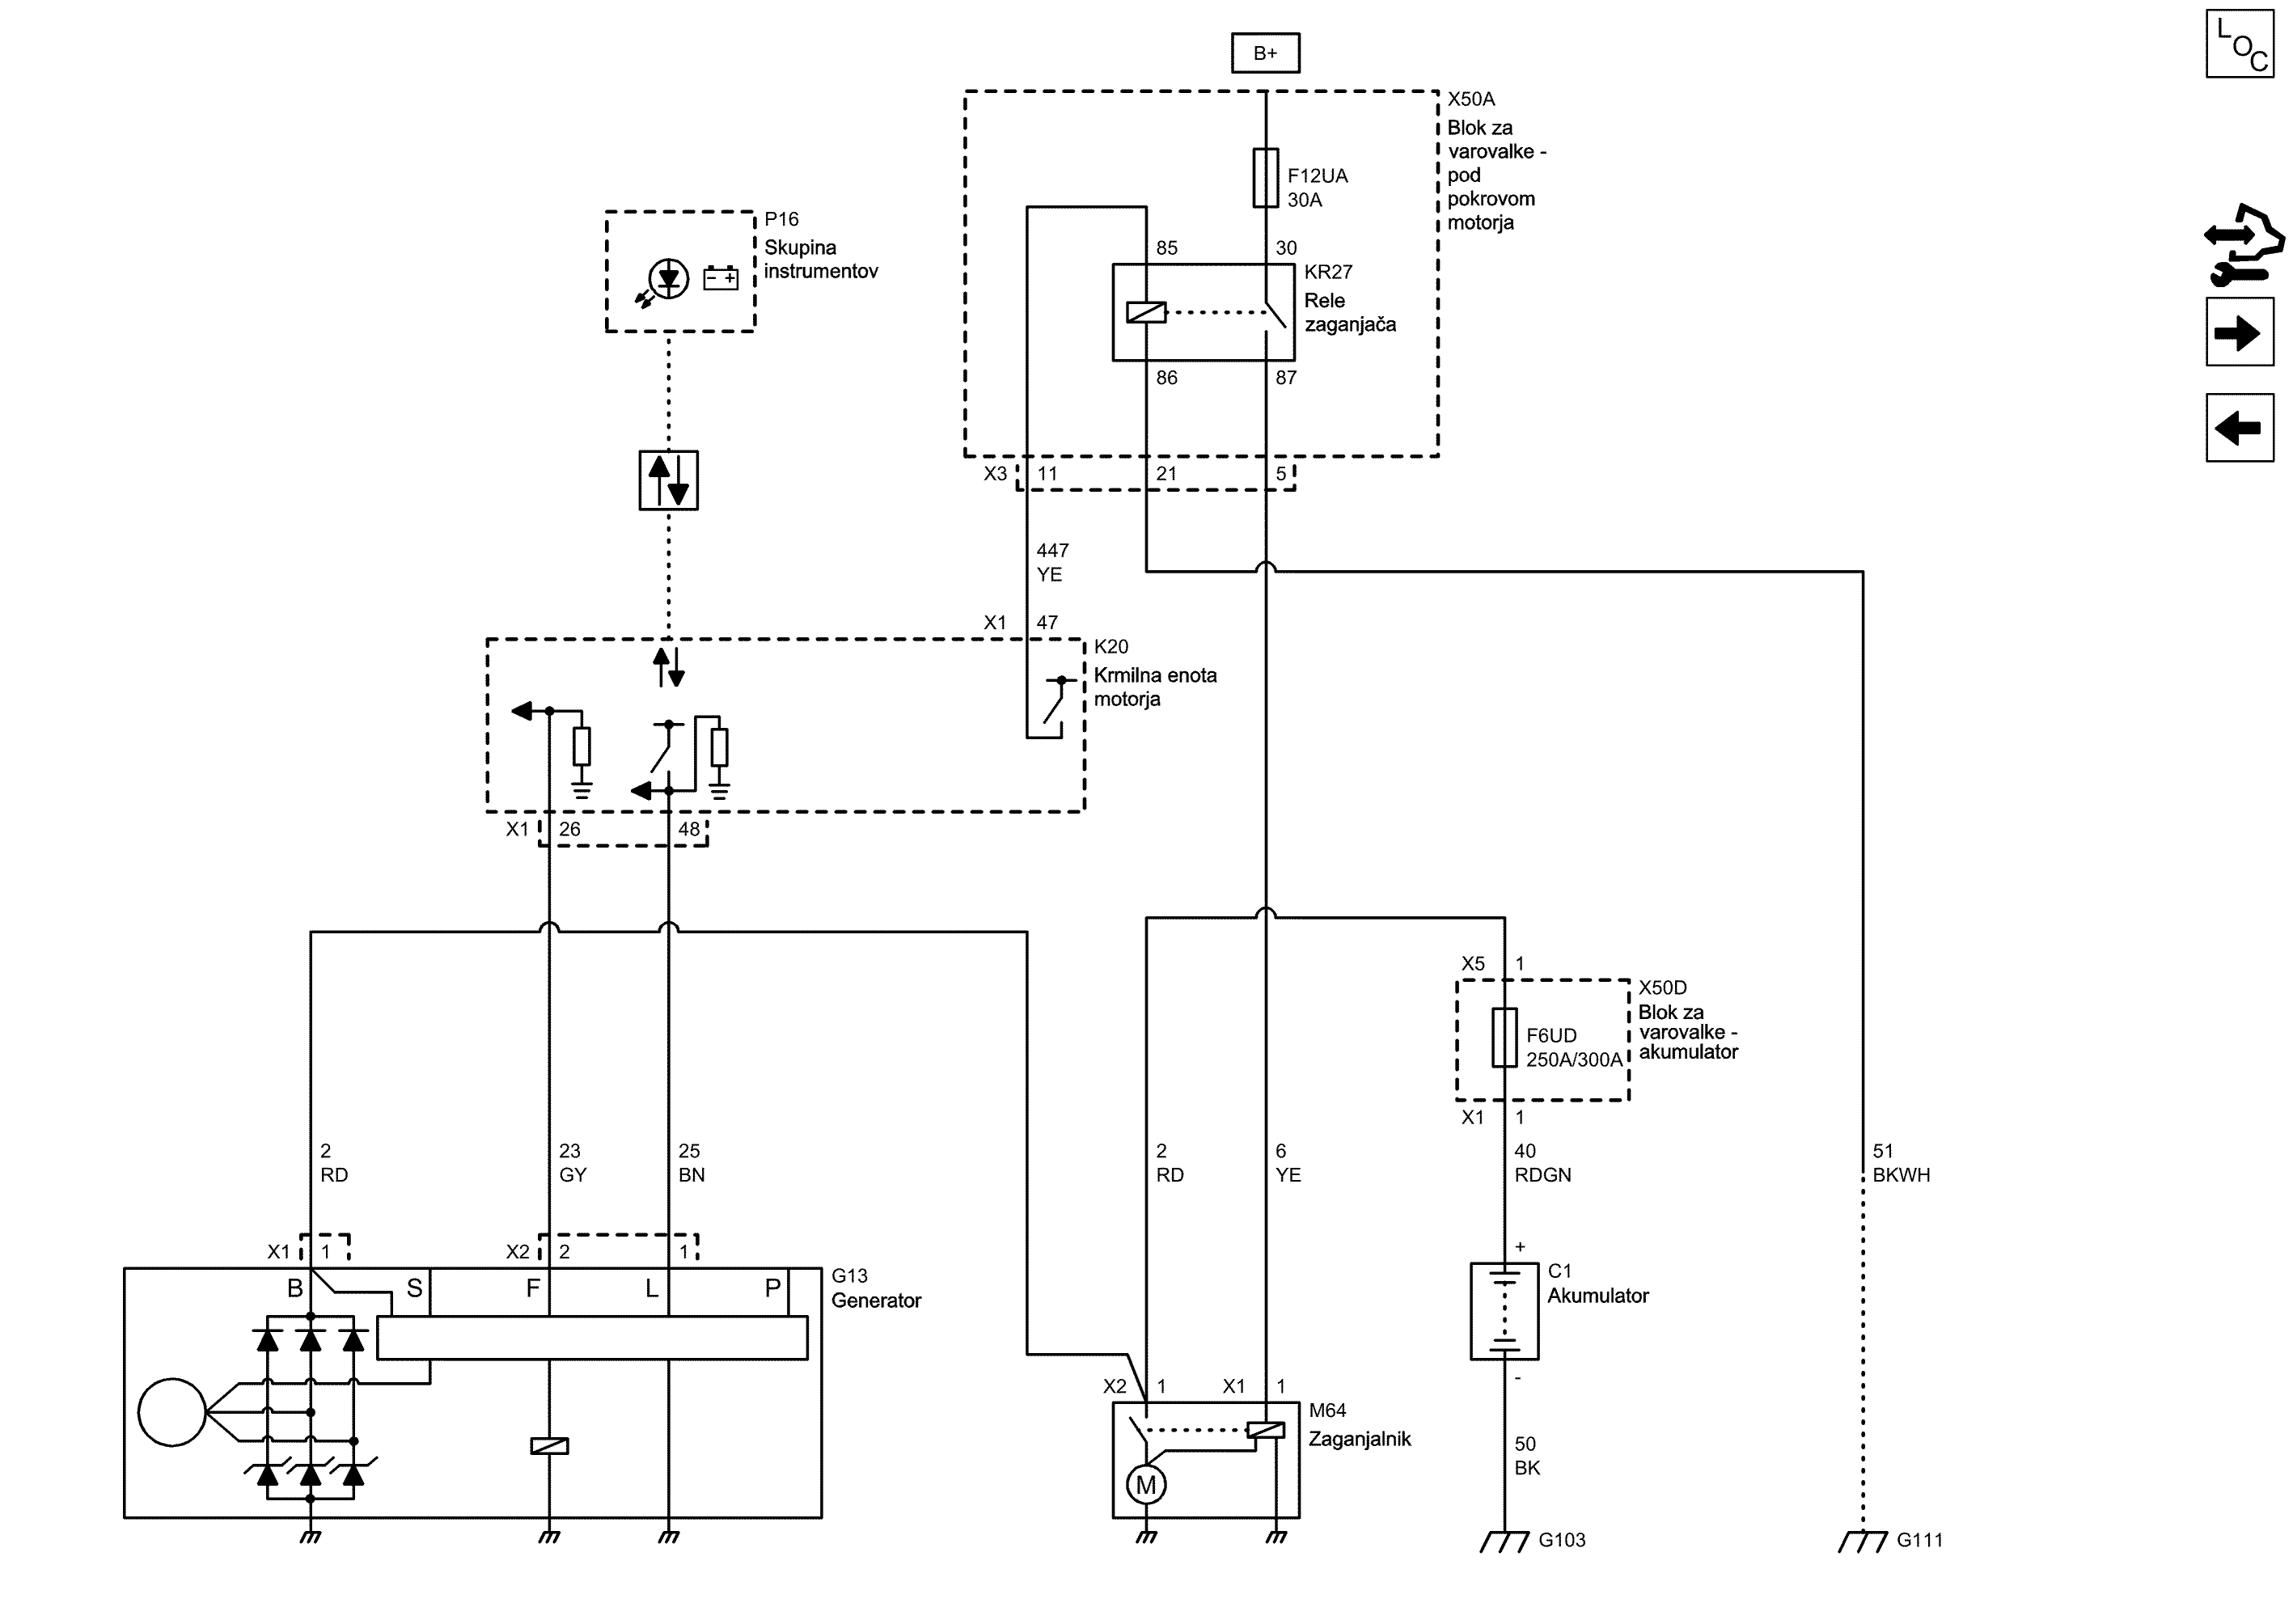 L
O
C
B+
X50A
Blok za
varovalke -
pod
pokrovom
motorja
F12UA
30A
P16
Skupina
instrumentov
- +
85
30
KR27
Rele
zaganjača
86
87
X3
11
21
5
447
YE
X1
47
K20
Krmilna enota
motorja
X1
26
48
X5
1
X50D
Blok za
varovalke -
akumulator
F6UD
250A/300A
X1
1
2
RD
23
GY
25
BN
2
RD
6
YE
40
RDGN
51
BKWH
X1
1
X2
2
1
+
B
S
F
L
P
G13
Generator
C1
Akumulator
-
X2
1
X1
1
M64
Zaganjalnik
M
50
BK
G103
G111